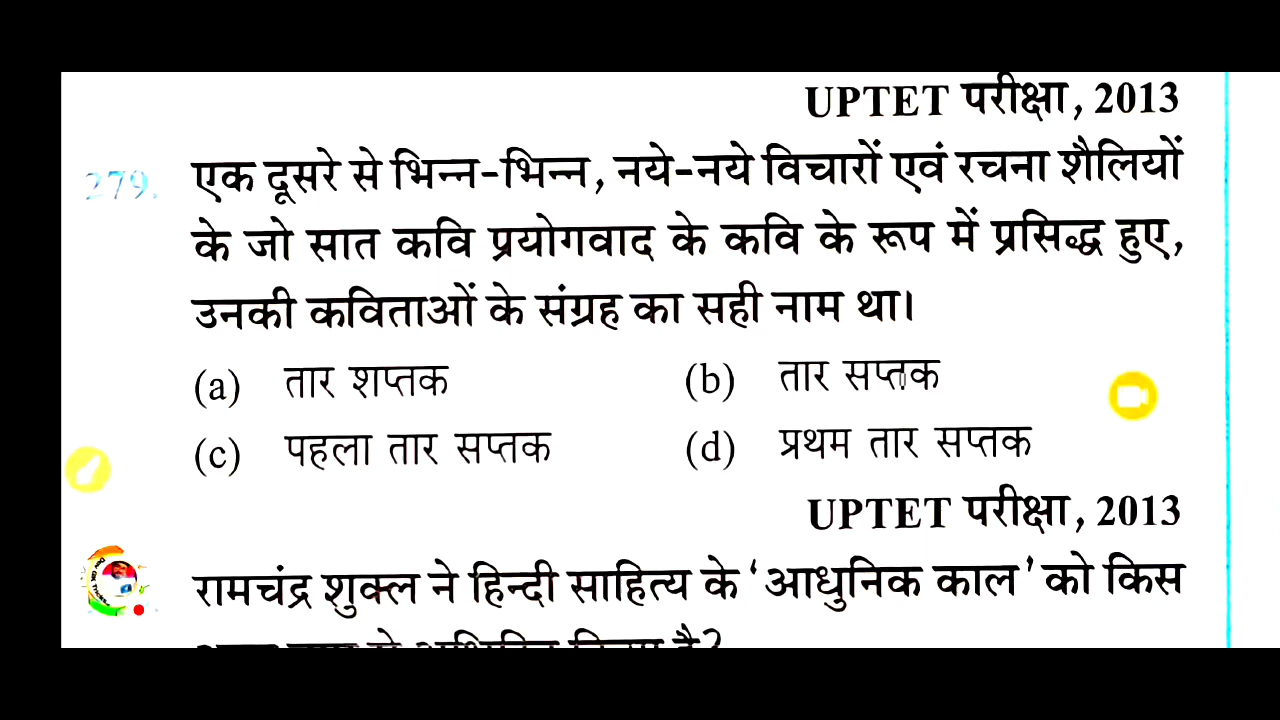 UPTET परीक्षा, 2013
279. एक दूसरे से भिन्न-भिन्न, नये-नये विचारों एवं रचना शैलियों
के जो सात कवि प्रयोगवाद के कवि के रूप में प्रसिद्ध हुए,
उनकी कविताओं के संग्रह का सही नाम था।
(a) तार शप्तक (b) तार सप्तक
(c) पहला तार सप्तक (d) प्रथम तार सप्तक
UPTET परीक्षा, 2013
रामचंद्र शुक्ल ने हिन्दी साहित्य के ‘आधुनिक काल’ को किस